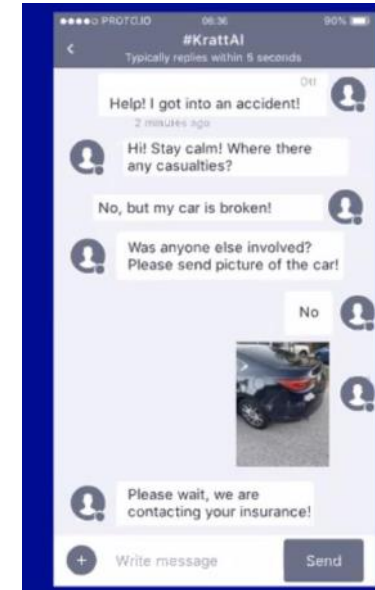 PROTO.IO 06:36 90%
#KrattAI
Typically replies within 5 seconds
Ott
Help! I got into an accident!
2 minutes ago
Hi! Stay calm! Where there
any casualties?
No, but my car is broken!
Was anyone else involved?
Please send picture of the car!
No
Please wait, we are
contacting your insurance!
+ Write message Send